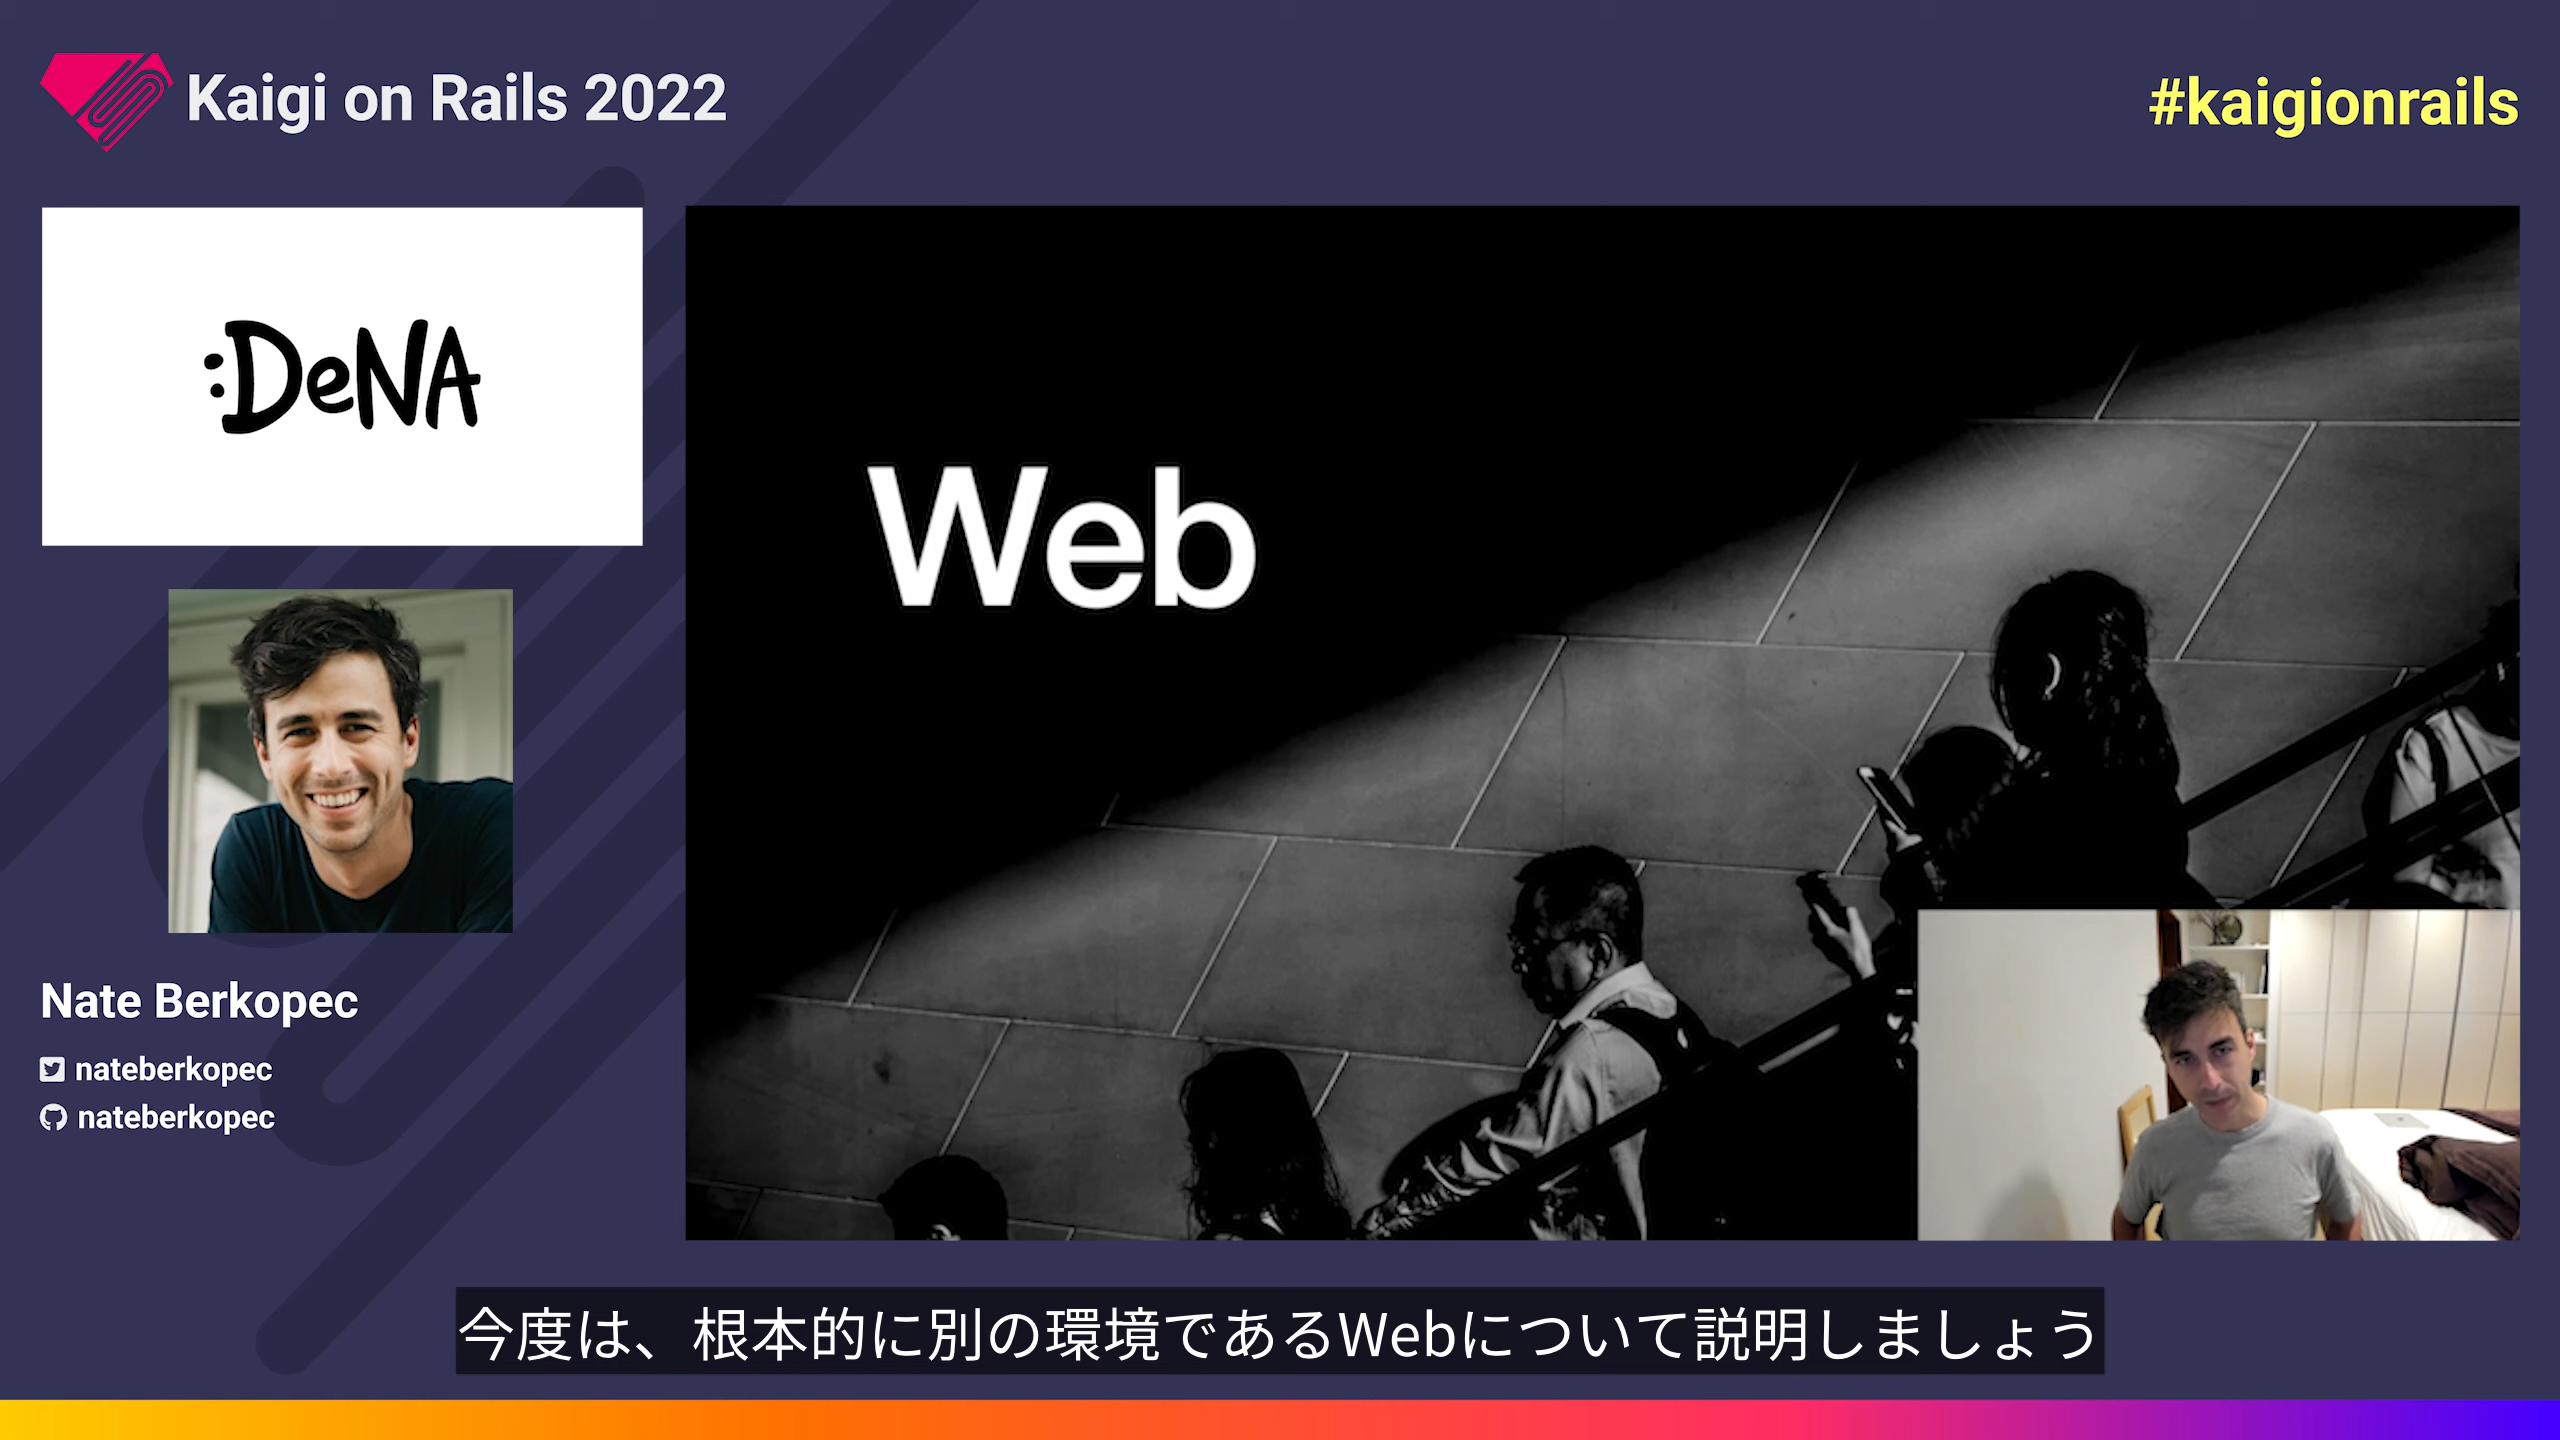 Kaigi on Rails 2022
#kaigionrails
:DeNA
Web
Nate Berkopec
nateberkopec
nateberkopec
今度は、根本的に別の環境であるWebについて説明しましょう